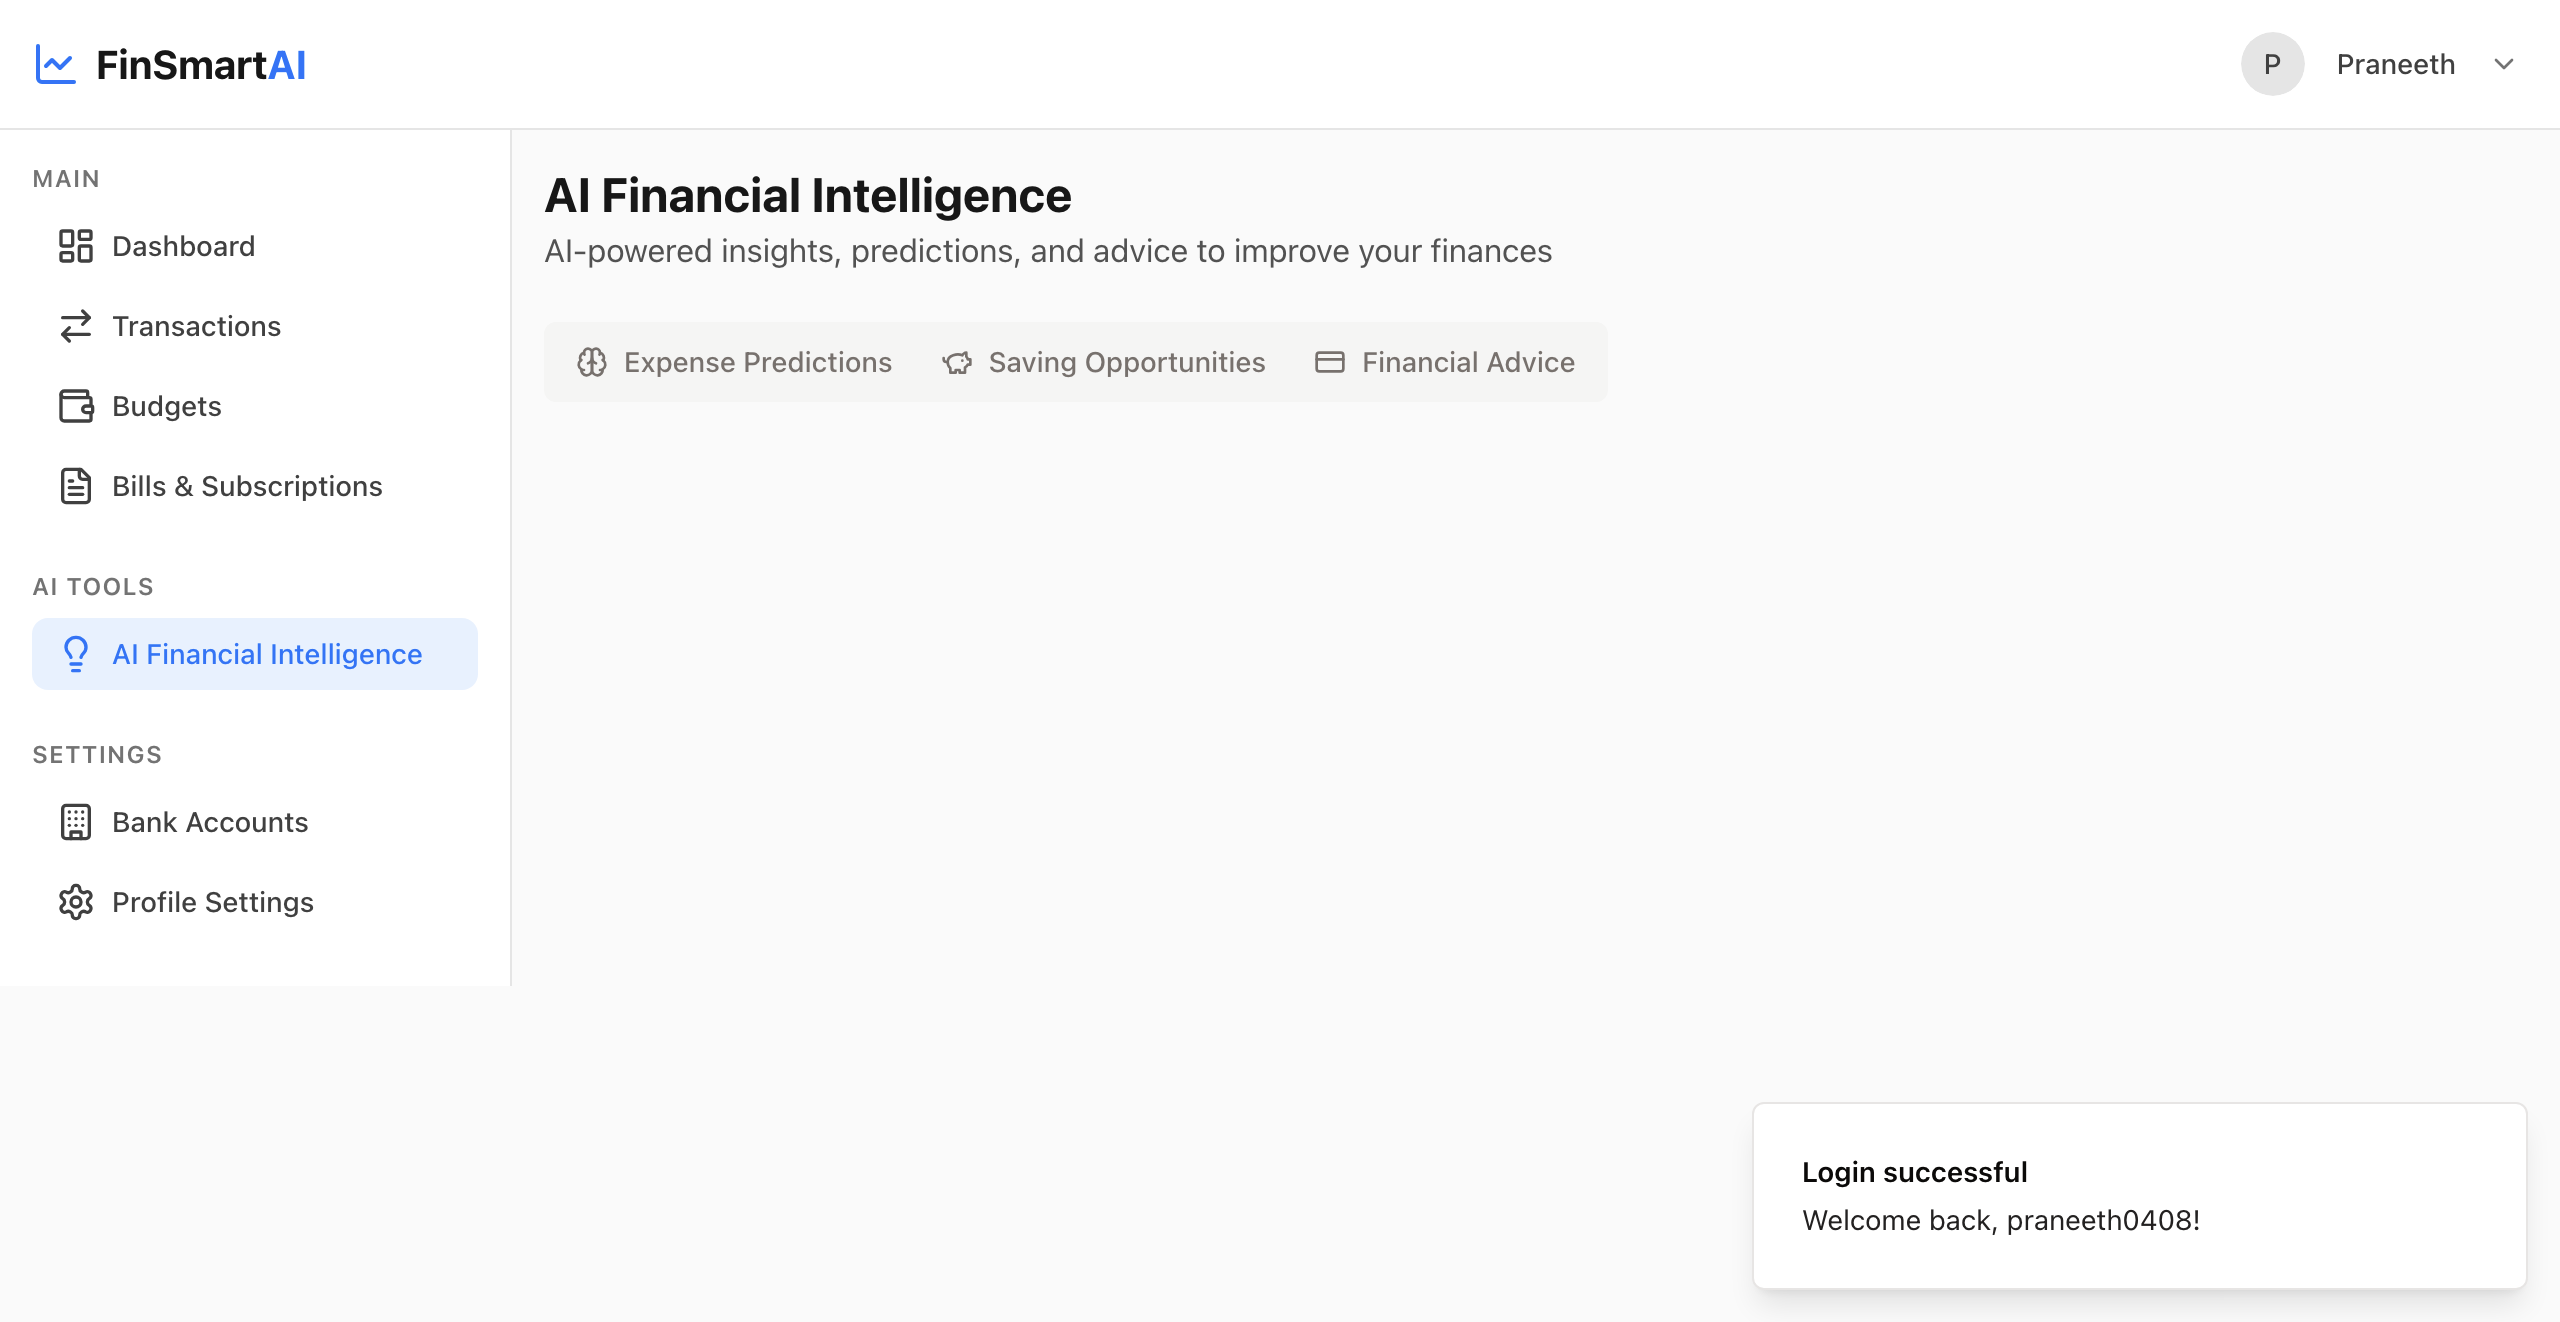 FinSmartAI
P
Praneeth
MAIN
Dashboard
Transactions
Budgets
Bills & Subscriptions
AI TOOLS
AI Financial Intelligence
SETTINGS
Bank Accounts
Profile Settings
AI Financial Intelligence
AI-powered insights, predictions, and advice to improve your finances
Expense Predictions
Saving Opportunities
Financial Advice
Login successful
Welcome back, praneeth0408!